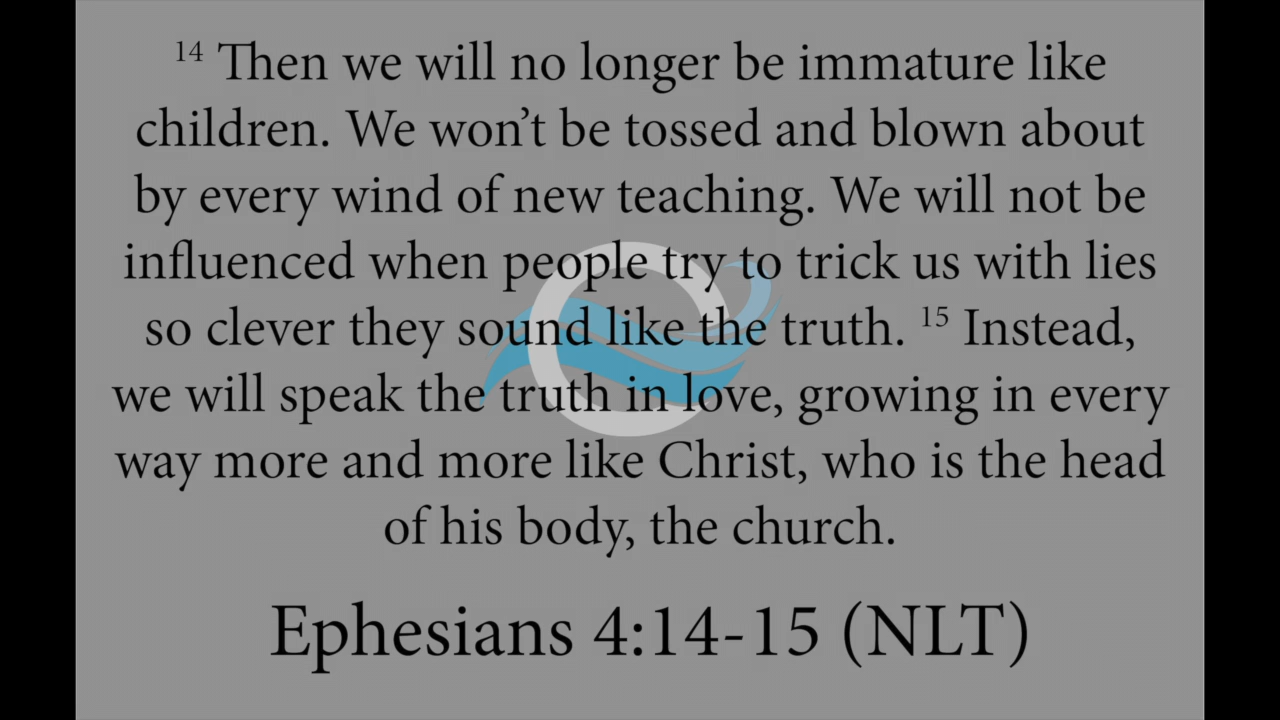 14 Then we will no longer be immature like
children. We won’t be tossed and blown about
by every wind of new teaching. We will not be
influenced when people try to trick us with lies
so clever they sound like the truth. 15 Instead,
we will speak the truth in love, growing in every
way more and more like Christ, who is the head
of his body, the church.
Ephesians 4:14-15 (NLT)